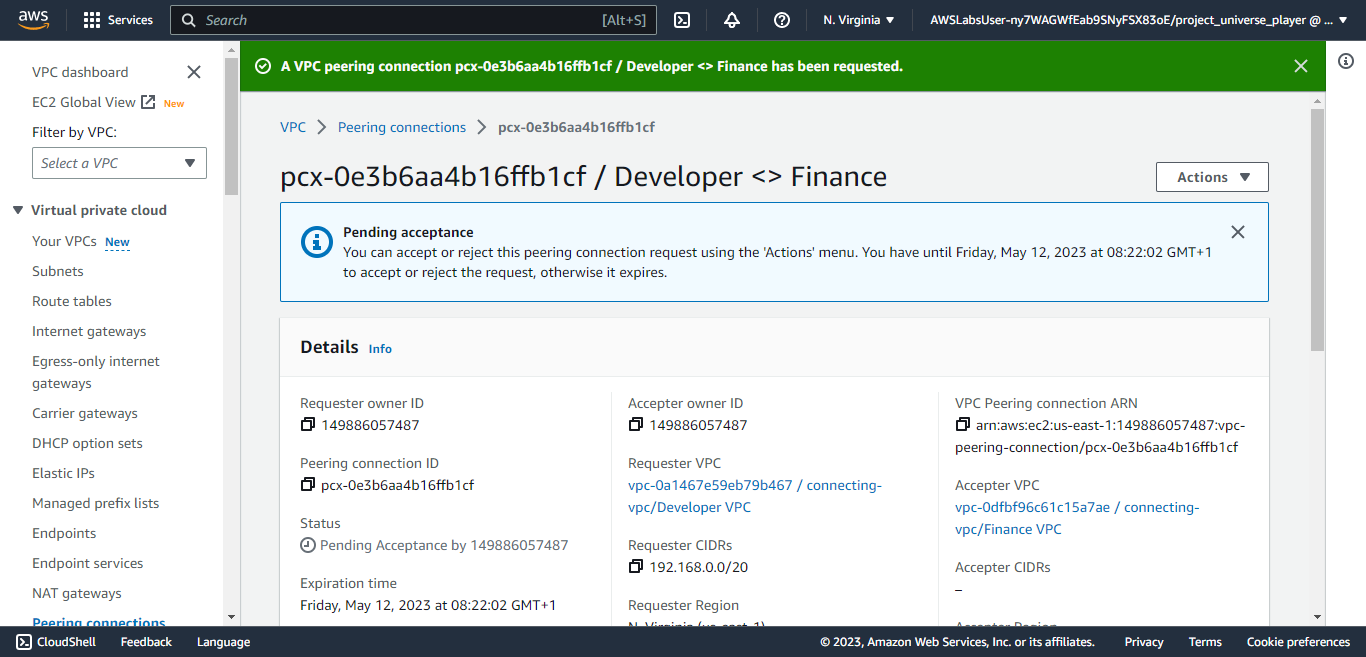 aws
Services
Search
[Alt+S]
N. Virginia
AWSLabsUser-ny7WAGWfEab9SNyFSX83oE/project_universe_player @ ...
VPC dashboard
EC2 Global View New
Filter by VPC:
Select a VPC
Virtual private cloud
Your VPCs New
Subnets
Route tables
Internet gateways
Egress-only internet
gateways
Carrier gateways
DHCP option sets
Elastic IPs
Managed prefix lists
Endpoints
Endpoint services
NAT gateways
Peering connections
A VPC peering connection pcx-0e3b6aa4b16ffb1cf / Developer <> Finance has been requested.
VPC > Peering connections > pcx-0e3b6aa4b16ffb1cf
pcx-0e3b6aa4b16ffb1cf / Developer <> Finance
Actions
Pending acceptance
You can accept or reject this peering connection request using the 'Actions' menu. You have until Friday, May 12, 2023 at 08:22:02 GMT+1
to accept or reject the request, otherwise it expires.
Details Info
Requester owner ID
149886057487
Peering connection ID
pcx-0e3b6aa4b16ffb1cf
Status
Pending Acceptance by 149886057487
Expiration time
Friday, May 12, 2023 at 08:22:02 GMT+1
Accepter owner ID
149886057487
Requester VPC
vpc-0a1467e59eb79b467 / connecting-
vpc/Developer VPC
Requester CIDRs
192.168.0.0/20
Requester Region
N. Virginia (us-east-1)
VPC Peering connection ARN
arn:aws:ec2:us-east-1:149886057487:vpc-
peering-connection/pcx-0e3b6aa4b16ffb1cf
Accepter VPC
vpc-0dfbf96c61c15a7ae / connecting-
vpc/Finance VPC
Accepter CIDRs
–
Accepter Region
CloudShell
Feedback
Language
© 2023, Amazon Web Services, Inc. or its affiliates.
Privacy
Terms
Cookie preferences